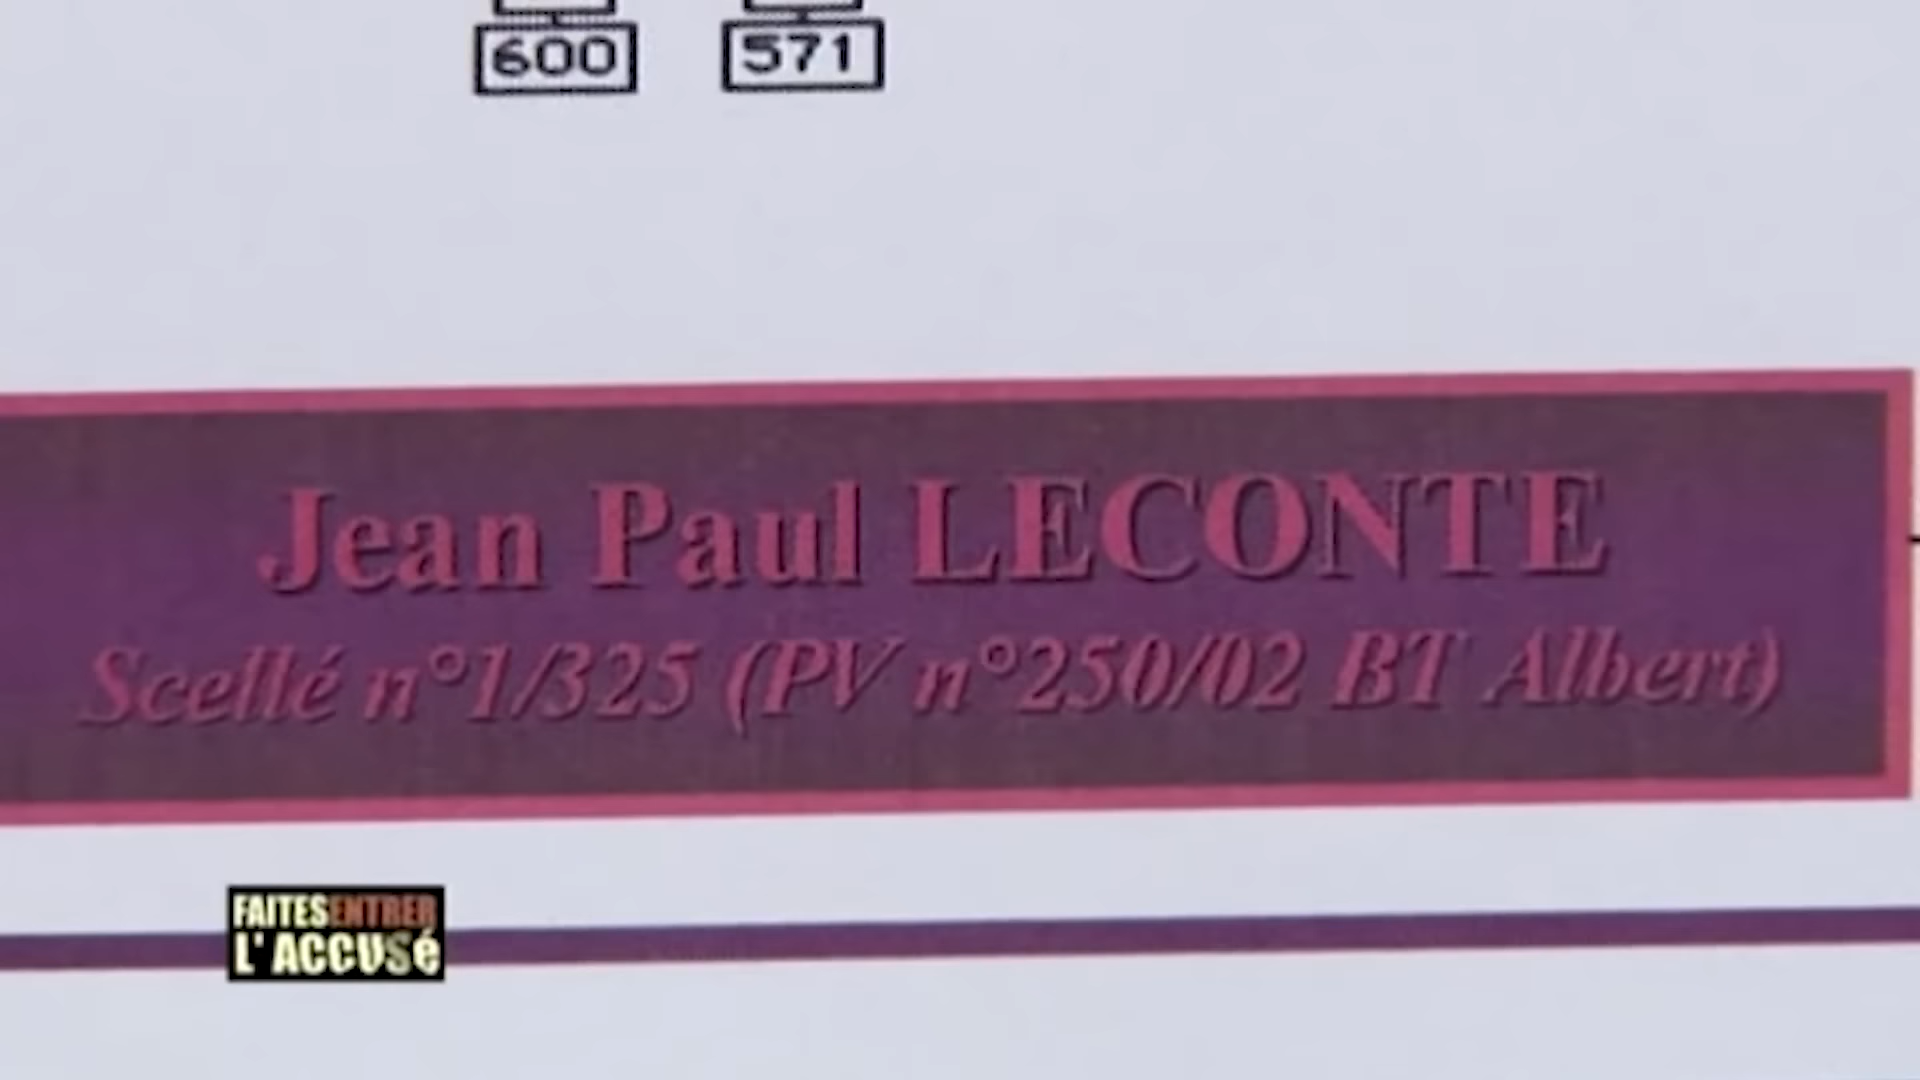 600 571
Jean Paul LECONTE
Scellé n°1/325 (PV n°250/02 BT Albert)
FAITES ENTRER
L'ACCUSé